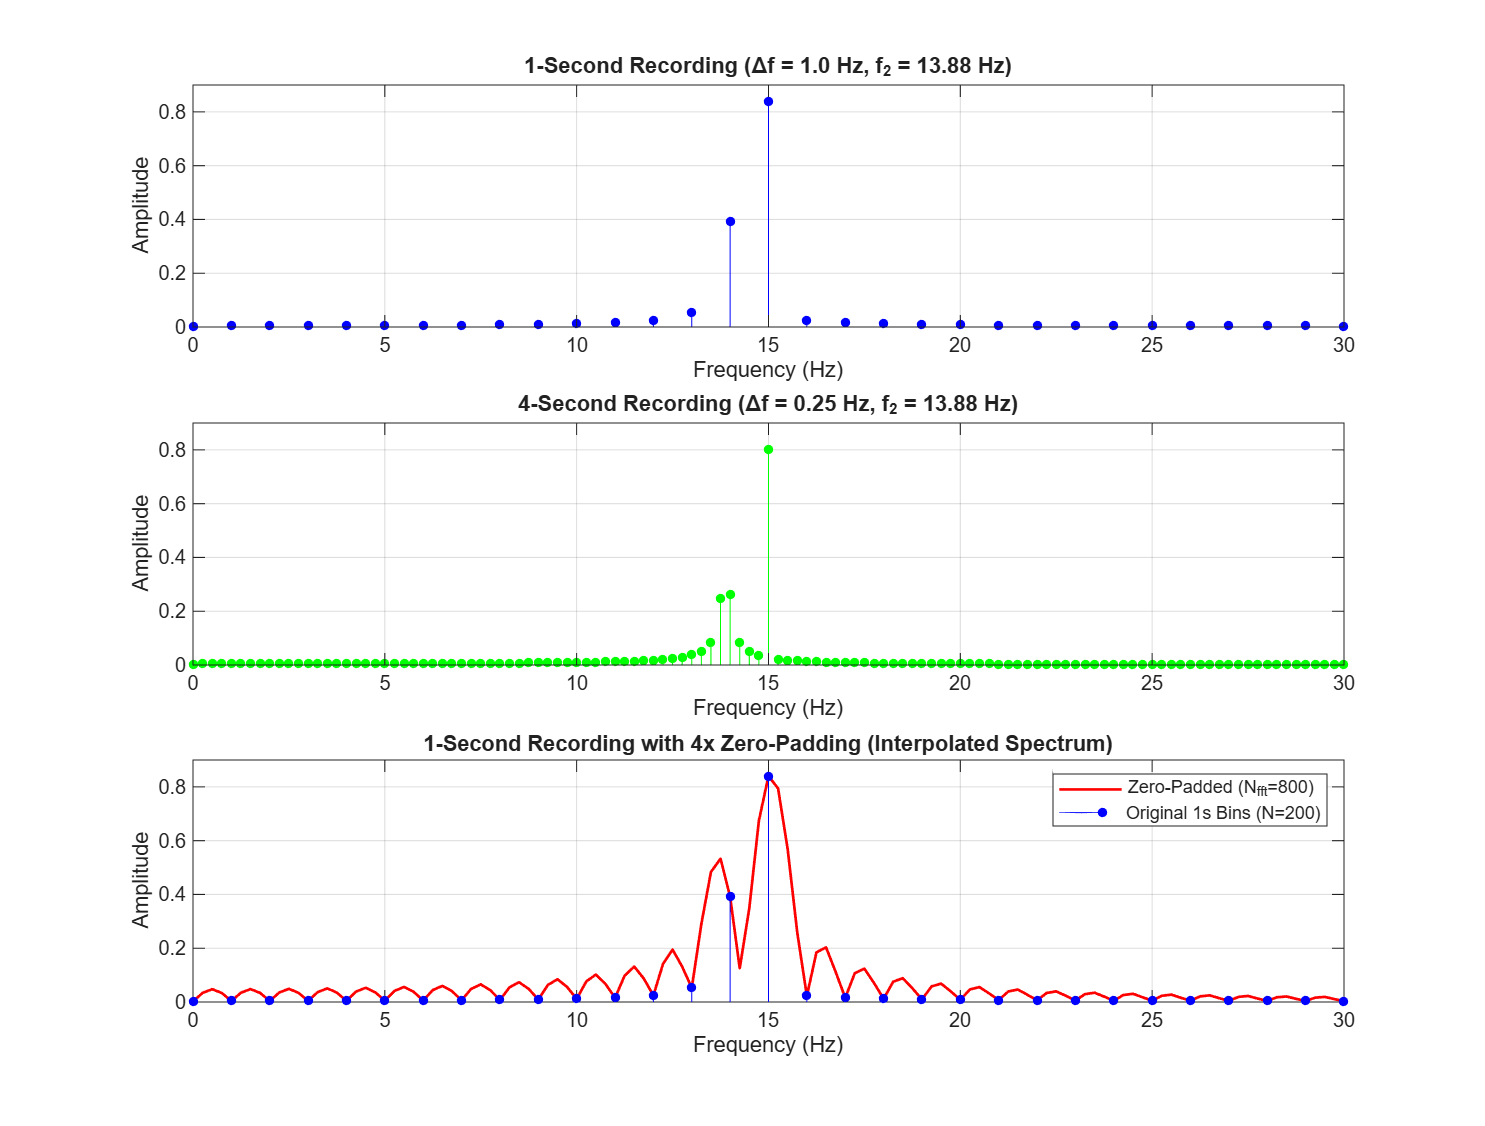 1-Second Recording (Δf = 1.0 Hz, f₂ = 13.88 Hz)
Amplitude
0.8
0.6
0.4
0.2
0
0 5 10 15 20 25 30
Frequency (Hz)
4-Second Recording (Δf = 0.25 Hz, f₂ = 13.88 Hz)
Amplitude
0.8
0.6
0.4
0.2
0
0 5 10 15 20 25 30
Frequency (Hz)
1-Second Recording with 4x Zero-Padding (Interpolated Spectrum)
Amplitude
0.8
0.6
0.4
0.2
0
Zero-Padded (Nfft=800)
Original 1s Bins (N=200)
0 5 10 15 20 25 30
Frequency (Hz)